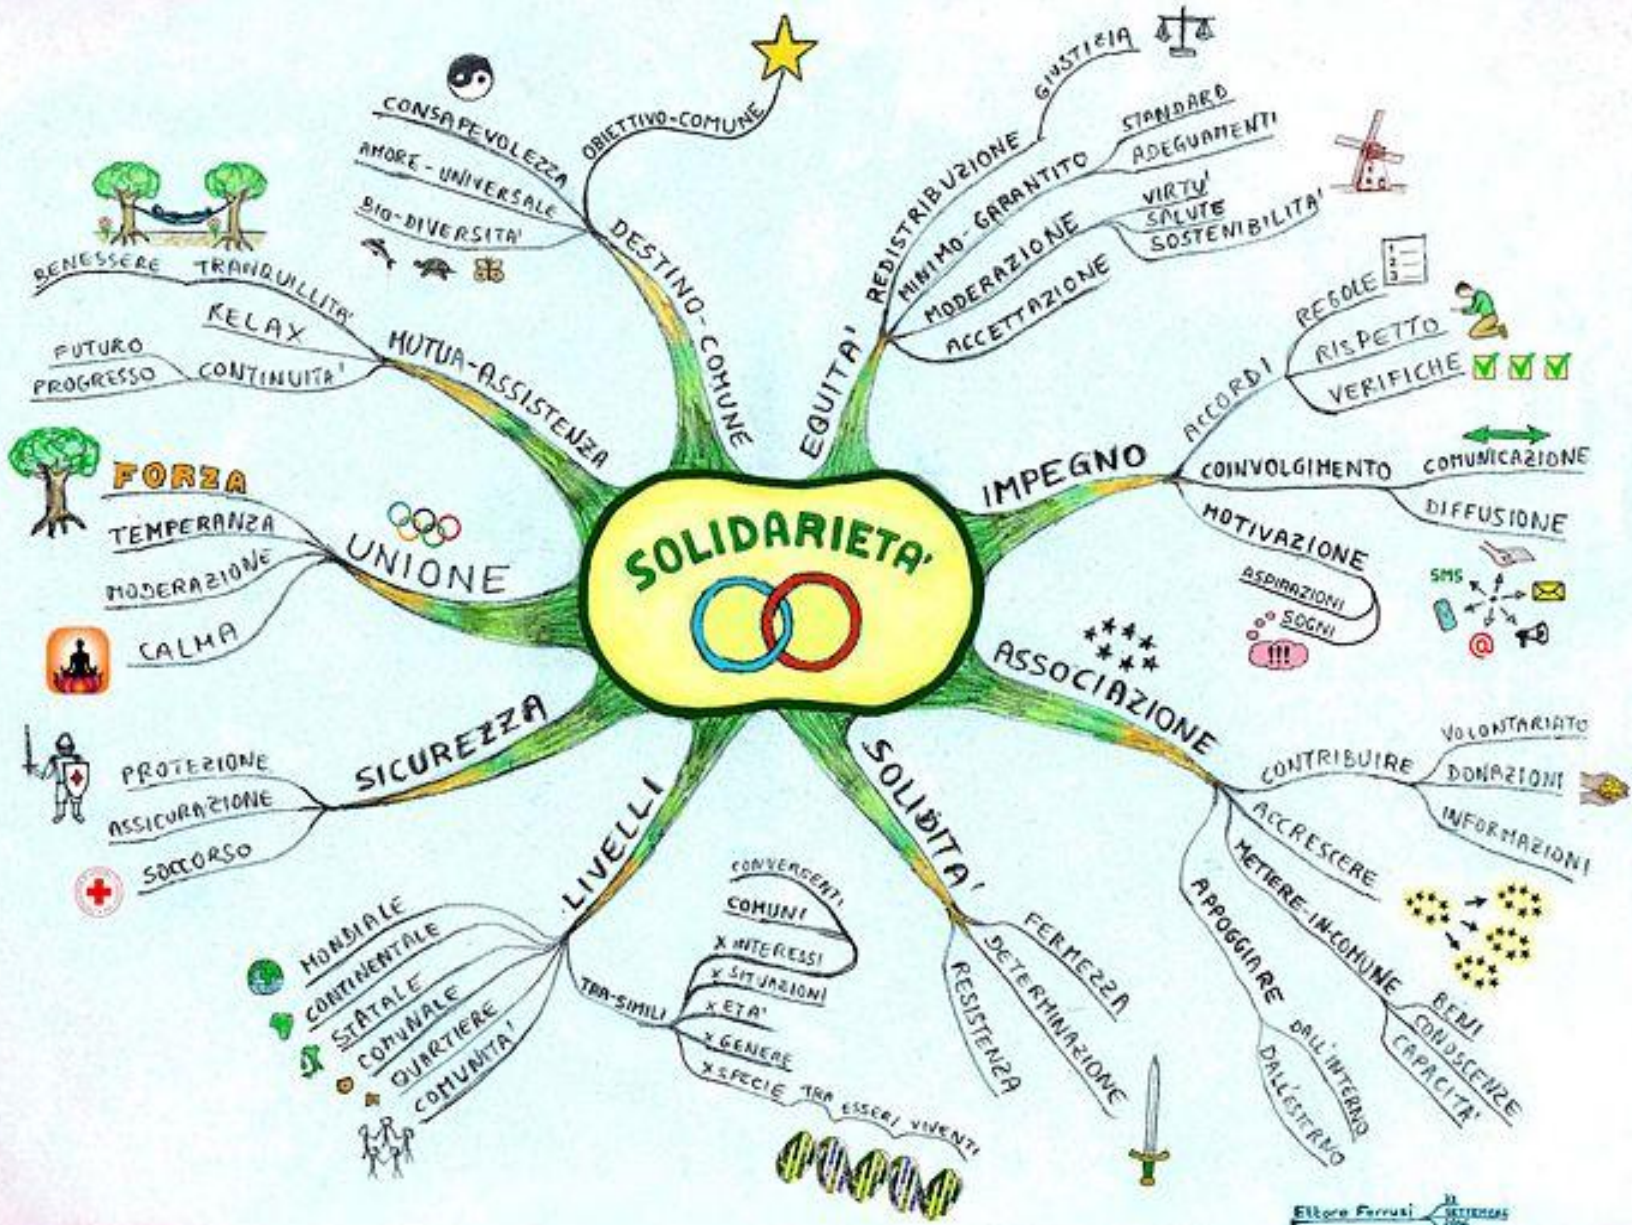 SOLIDARIETA'
EQUITA'
REDISTRIBUZIONE
GIUSTIZIA
MINIMO-GARANTITO
STANDARD
ADEGUAMENTI
MODERAZIONE
VIRTU'
SALUTE
SOSTENIBILITA'
ACCETTAZIONE
IMPEGNO
ACCORDI
REGOLE
1
2
3
RISPETTO
VERIFICHE
COINVOLGIMENTO
COMUNICAZIONE
DIFFUSIONE
SMS
@
MOTIVAZIONE
ASPIRAZIONI
SOGNI
!!!
ASSOCIAZIONE
CONTRIBUIRE
VOLONTARIATO
DONAZIONI
INFORMAZIONI
ACCRESCERE
METTERE-IN-COMUNE
BENI
CONOSCENZE
CAPACITA'
APPOGGIARE
DALL'INTERNO
DALL'ESTERNO
SOLIDITA'
FERMEZZA
DETERMINAZIONE
RESISTENZA
LIVELLI
TRA-SIMILI
CONVERGENTI
COMUNI
X INTERESSI
X SITUAZIONI
X ETA'
X GENERE
X SPECIE TRA ESSERI VIVENTI
MONDIALE
CONTINENTALE
STATALE
COMUNALE
QUARTIERE
COMUNITA'
SICUREZZA
PROTEZIONE
ASSICURAZIONE
SOCCORSO
UNIONE
FORZA
TEMPERANZA
MODERAZIONE
CALMA
MUTUA-ASSISTENZA
TRANQUILLITA'
BENESSERE
RELAX
CONTINUITA'
FUTURO
PROGRESSO
DESTINO-COMUNE
OBIETTIVO-COMUNE
CONSAPEVOLEZZA
AMORE-UNIVERSALE
BIO-DIVERSITA'
Ettore Ferrusi
SETTEMBRE